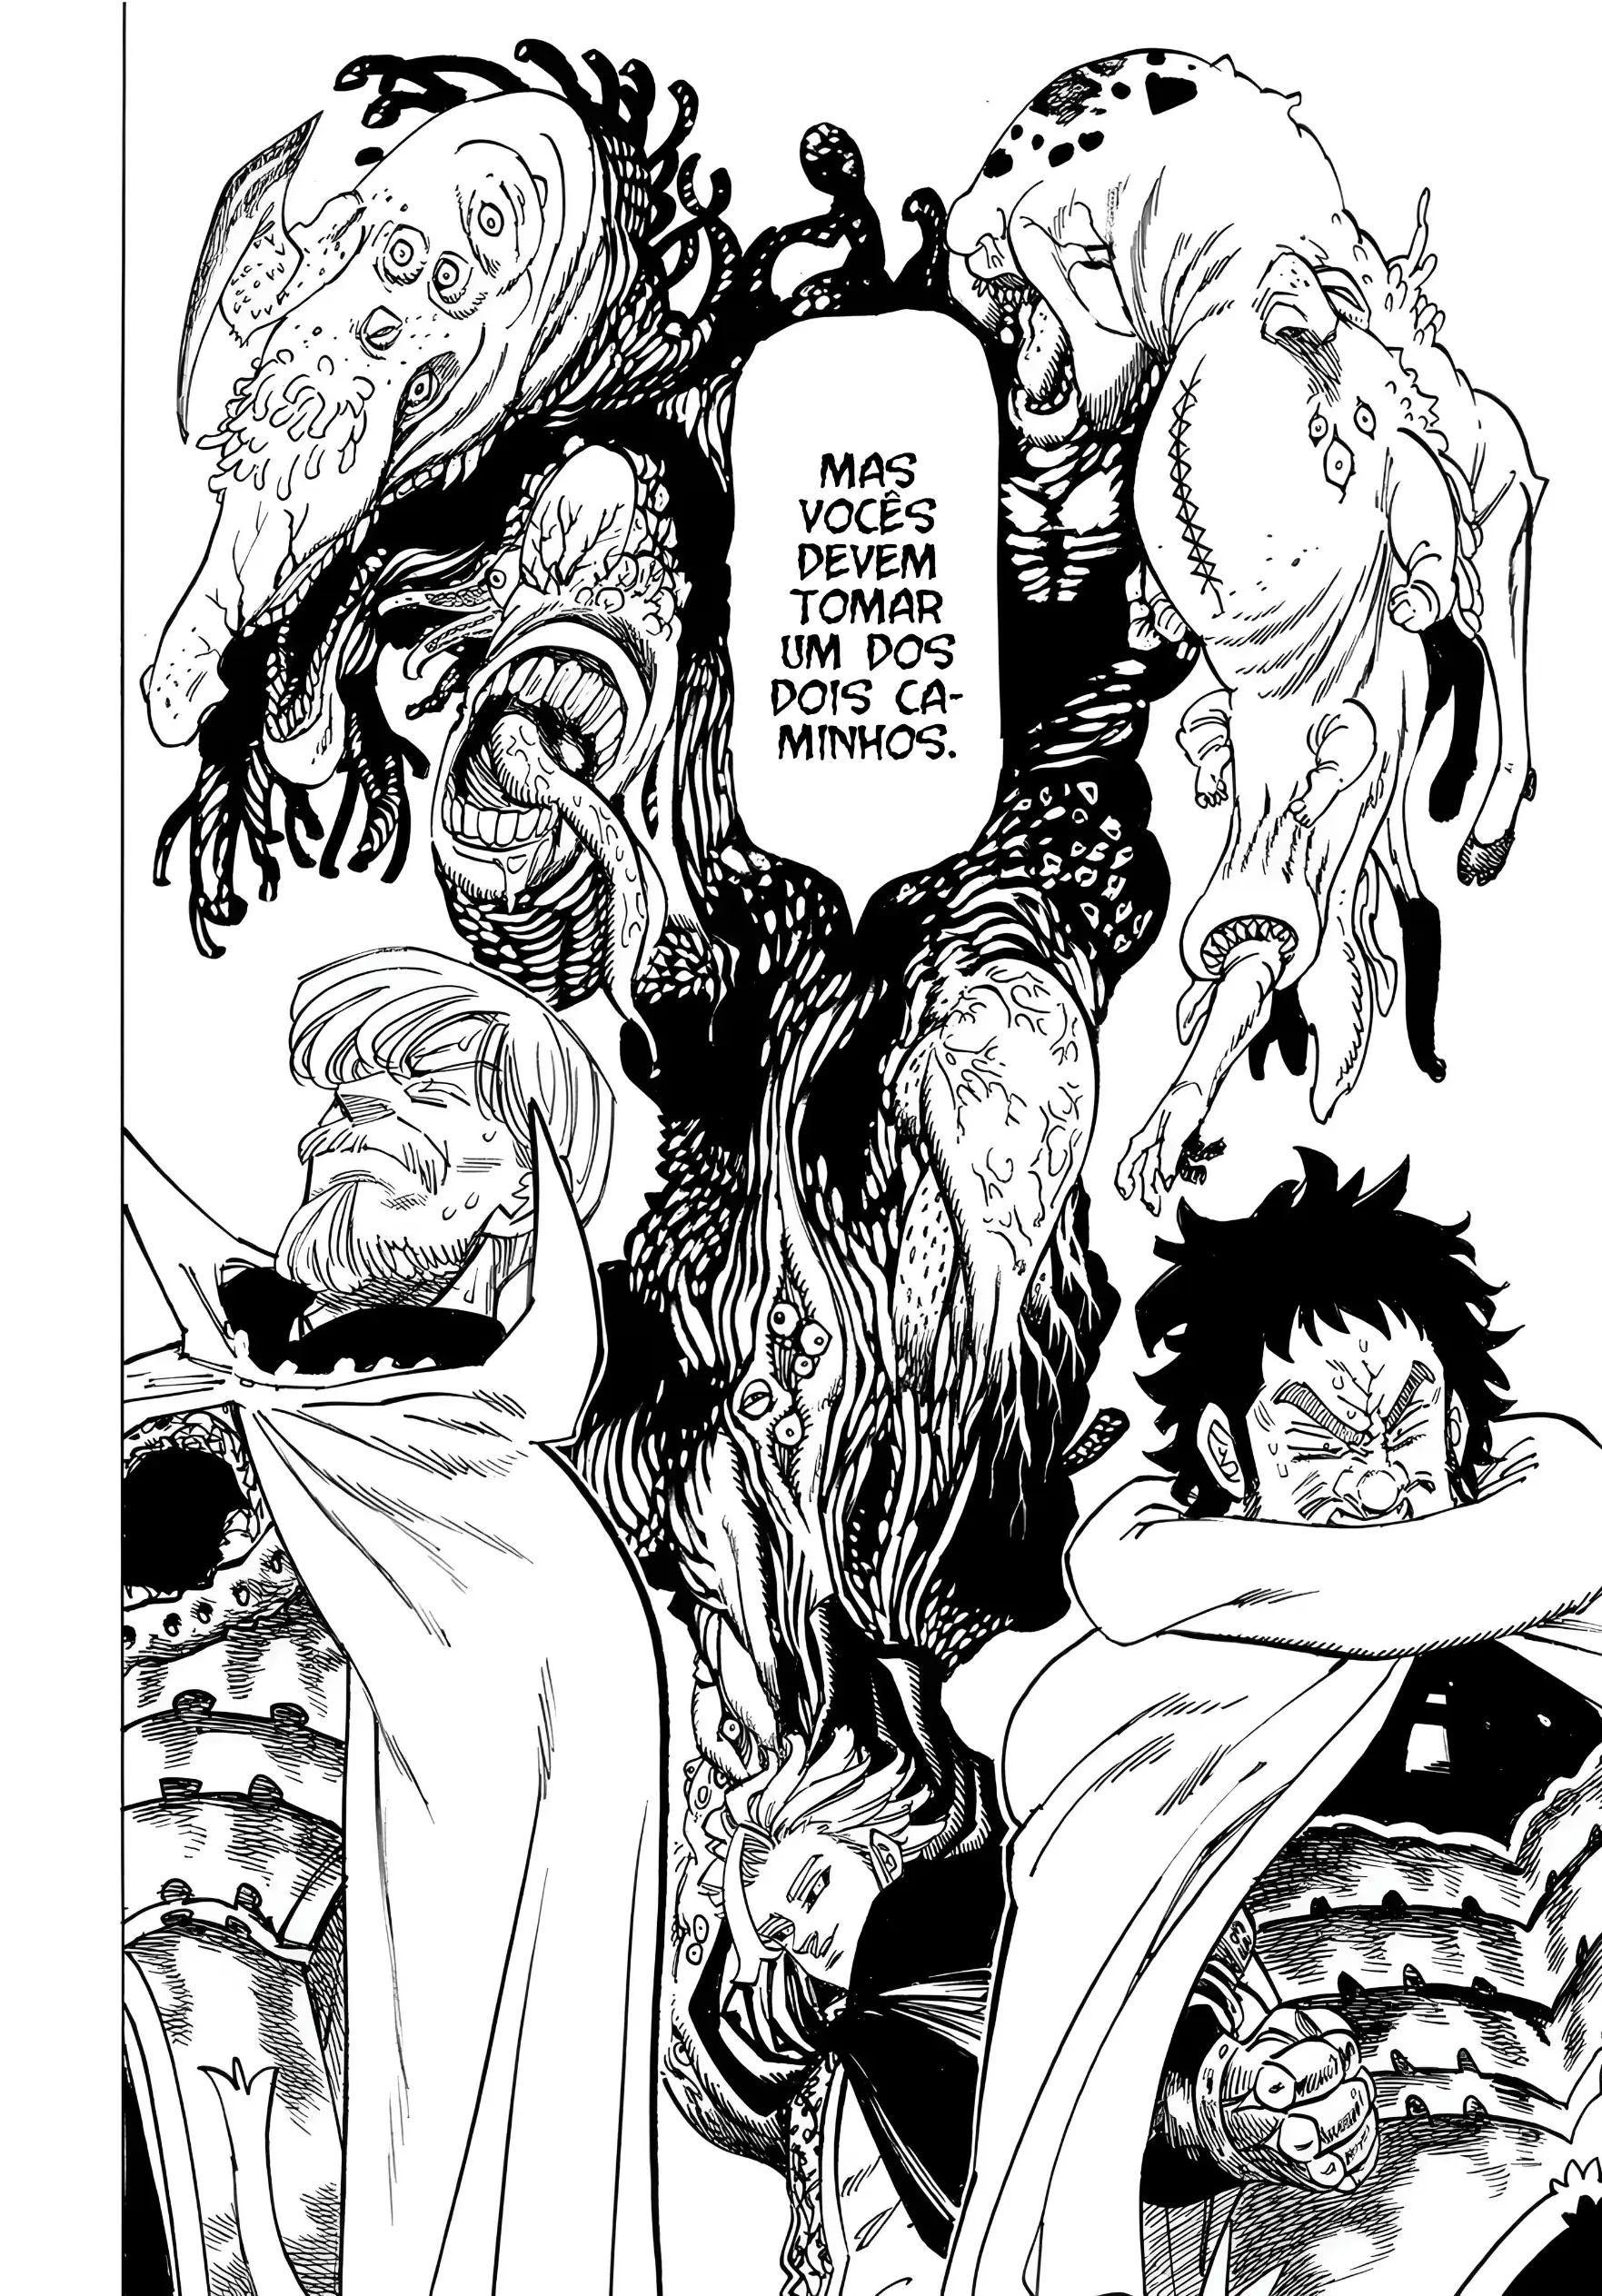 MAS
VOCÊS
DEVEM
TOMAR
UM DOS
DOIS CA-
MINHOS.